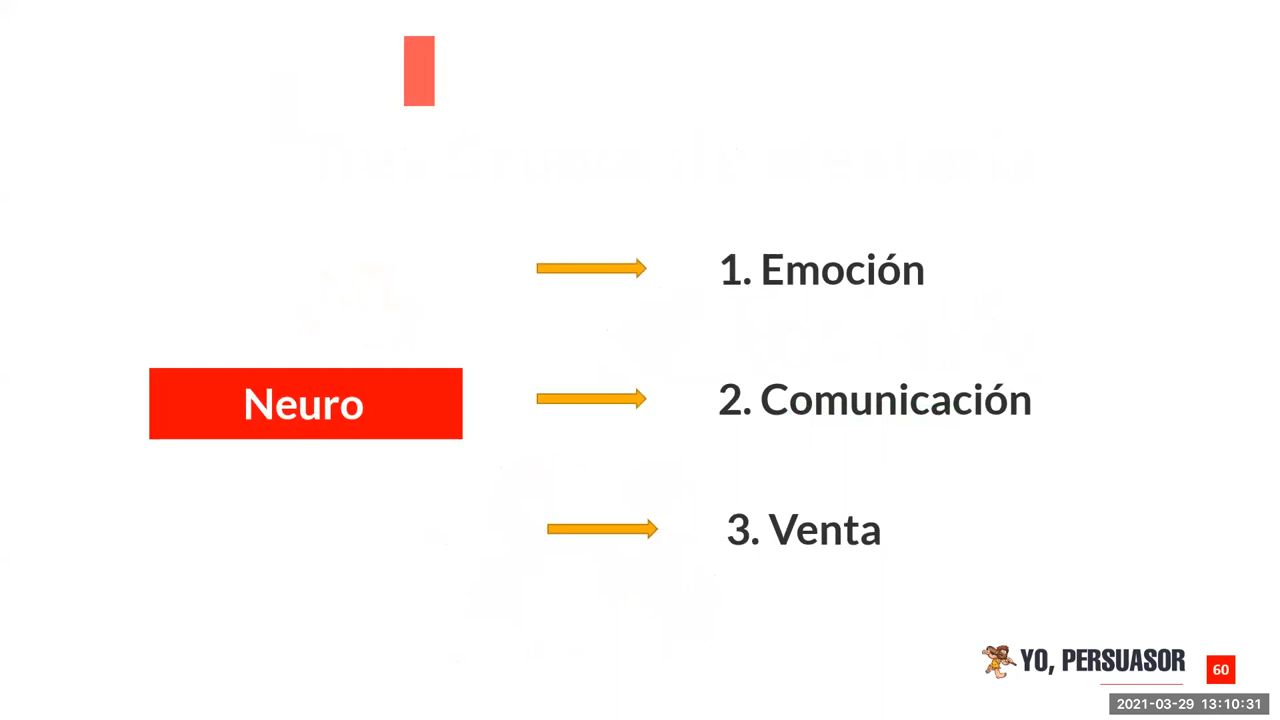 1. Emoción
Neuro
2. Comunicación
3. Venta
YO, PERSUASOR
60
2021-03-29 13:10:31